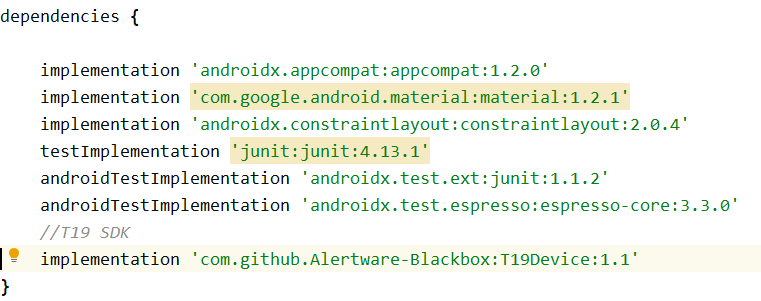 dependencies {
implementation 'androidx.appcompat:appcompat:1.2.0'
implementation 'com.google.android.material:material:1.2.1'
implementation 'androidx.constraintlayout:constraintlayout:2.0.4'
testImplementation 'junit:junit:4.13.1'
androidTestImplementation 'androidx.test.ext:junit:1.1.2'
androidTestImplementation 'androidx.test.espresso:espresso-core:3.3.0'
//T19 SDK
implementation 'com.github.Alertware-Blackbox:T19Device:1.1'
}